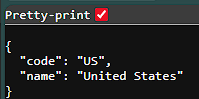 Pretty-print
{
  "code": "US",
  "name": "United States"
}